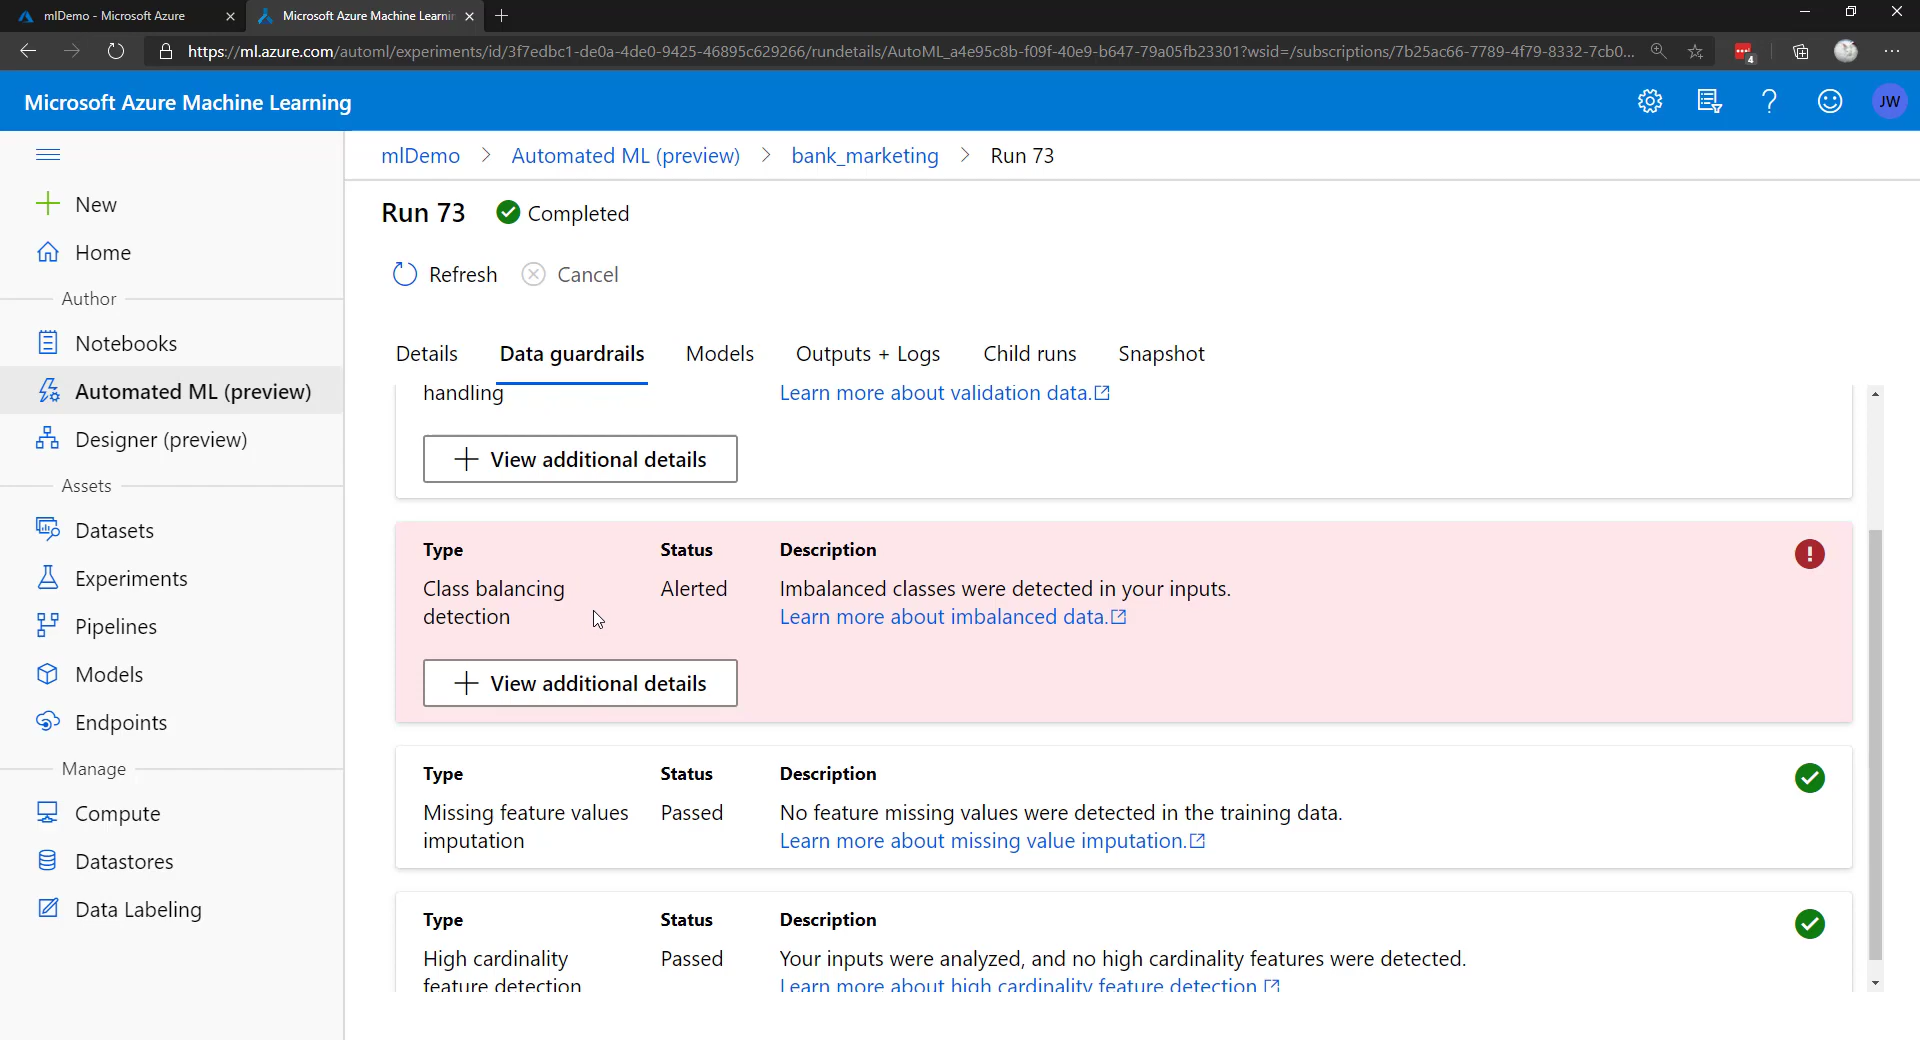 mlDemo - Microsoft Azure
Microsoft Azure Machine Learnin
https://ml.azure.com/automl/experiments/id/3f7edbc1-de0a-4de0-9425-46895c629266/rundetails/AutoML_a4e95c8b-f09f-40e9-b647-79a05fb23301?wsid=/subscriptions/7b25ac66-7789-4f79-8332-7cb0...
4
Microsoft Azure Machine Learning
JW
mlDemo > Automated ML (preview) > bank_marketing > Run 73
New
Home
Author
Notebooks
Automated ML (preview)
Designer (preview)
Assets
Datasets
Experiments
Pipelines
Models
Endpoints
Manage
Compute
Datastores
Data Labeling
Run 73 Completed
Refresh Cancel
Details Data guardrails Models Outputs + Logs Child runs Snapshot
handling Learn more about validation data.
View additional details
Type Status Description
Class balancing Alerted Imbalanced classes were detected in your inputs.
detection Learn more about imbalanced data.
View additional details
Type Status Description
Missing feature values Passed No feature missing values were detected in the training data.
imputation Learn more about missing value imputation.
Type Status Description
High cardinality Passed Your inputs were analyzed, and no high cardinality features were detected.
feature detection Learn more about high cardinality feature detection